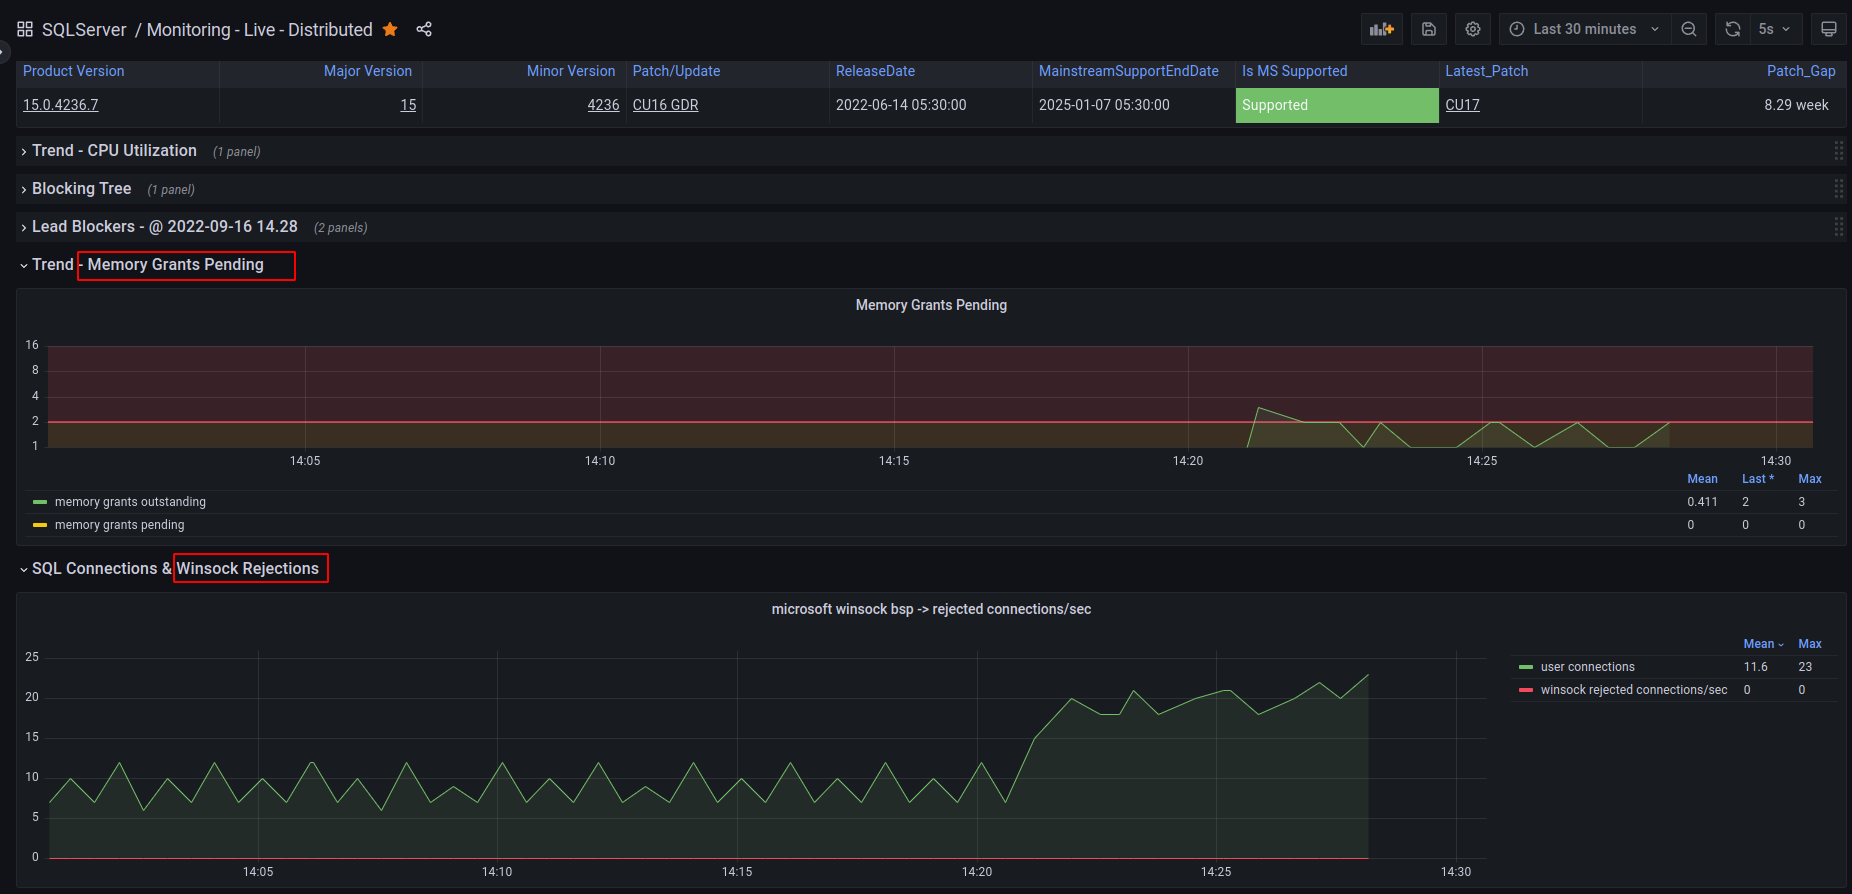 SQLServer / Monitoring - Live - Distributed Last 30 minutes 5s
Product Version Major Version Minor Version Patch/Update ReleaseDate MainstreamSupportEndDate Is MS Supported Latest_Patch Patch_Gap
15.0.4236.7 15 4236 CU16 GDR 2022-06-14 05:30:00 2025-01-07 05:30:00 Supported CU17 8.29 week
Trend - CPU Utilization (1 panel)
Blocking Tree (1 panel)
Lead Blockers - @ 2022-09-16 14.28 (2 panels)
Trend - Memory Grants Pending
Memory Grants Pending
16
8
4
2
1
14:05 14:10 14:15 14:20 14:25 14:30
Mean Last * Max
memory grants outstanding 0.411 2 3
memory grants pending 0 0 0
SQL Connections & Winsock Rejections
microsoft winsock bsp -> rejected connections/sec
25
20
15
10
5
0
14:05 14:10 14:15 14:20 14:25 14:30
Mean Max
user connections 11.6 23
winsock rejected connections/sec 0 0